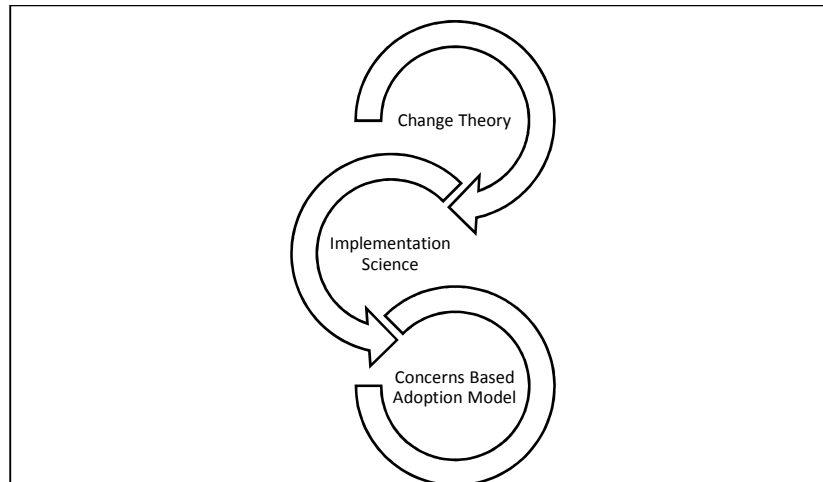 Change Theory
Implementation
Science
Concerns Based
Adoption Model